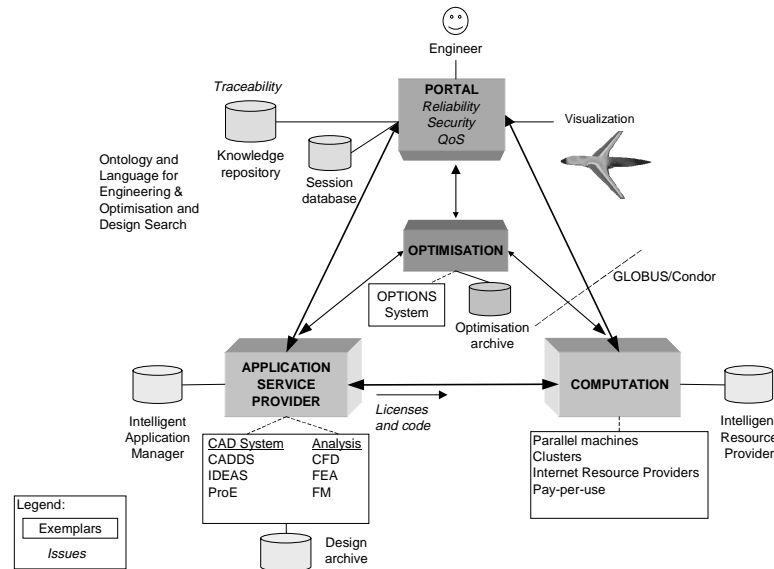 Engineer
Traceability
PORTAL
Reliability
Security
QoS
Visualization
Knowledge
repository
Session
database
Ontology and
Language for
Engineering &
Optimisation and
Design Search
OPTIMISATION
GLOBUS/Condor
OPTIONS
System
Optimisation
archive
APPLICATION
SERVICE
PROVIDER
COMPUTATION
Licenses
and code
Intelligent
Application
Manager
Intelligent
Resource
Provider
CAD System Analysis
CADDS CFD
IDEAS FEA
ProE FM
Parallel machines
Clusters
Internet Resource Providers
Pay-per-use
Legend:
Exemplars
Issues
Design
archive